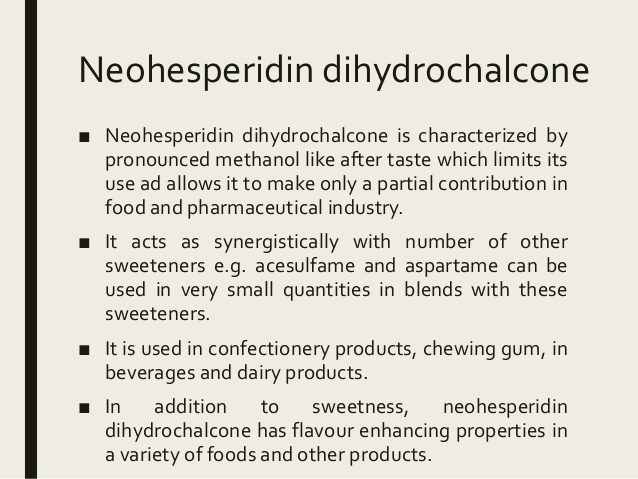 Neohesperidin dihydrochalcone
■ Neohesperidin dihydrochalcone is characterized by
pronounced methanol like after taste which limits its
use ad allows it to make only a partial contribution in
food and pharmaceutical industry.
■ It acts as synergistically with number of other
sweeteners e.g. acesulfame and aspartame can be
used in very small quantities in blends with these
sweeteners.
■ It is used in confectionery products, chewing gum, in
beverages and dairy products.
■ In addition to sweetness, neohesperidin
dihydrochalcone has flavour enhancing properties in
a variety of foods and other products.